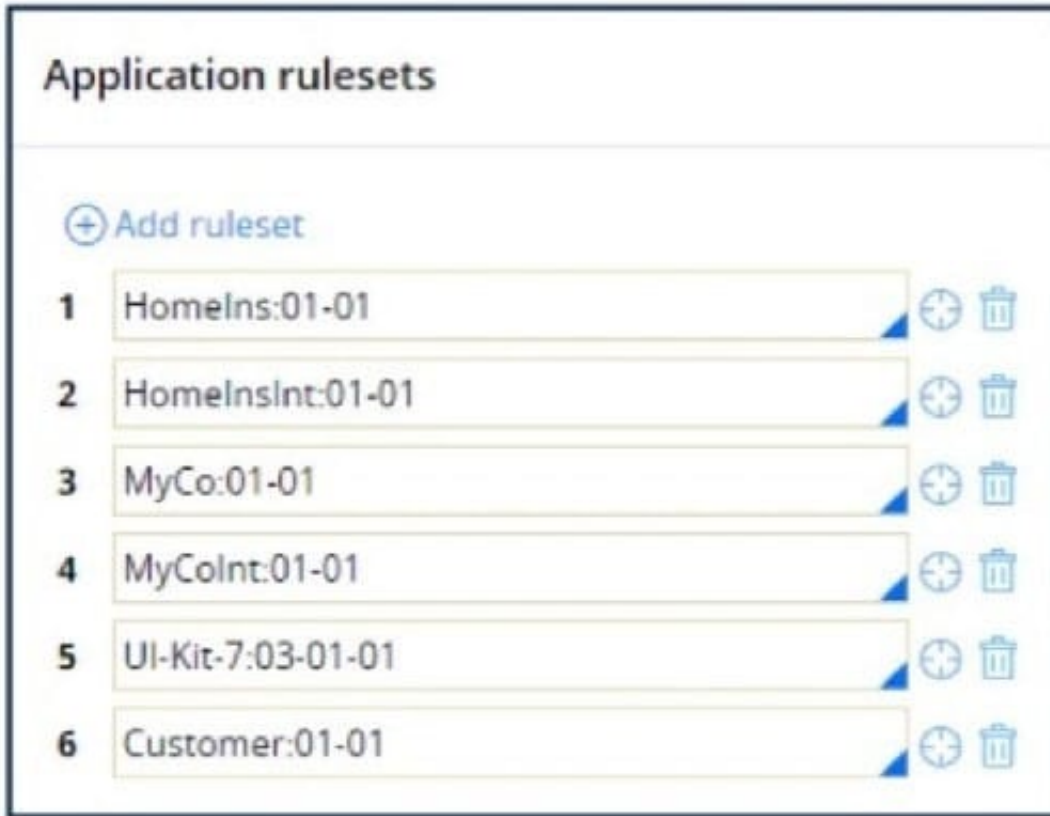 Application rulesets
Add ruleset
1 HomeIns:01-01
2 HomeInsInt:01-01
3 MyCo:01-01
4 MyCoInt:01-01
5 UI-Kit-7:03-01-01
6 Customer:01-01